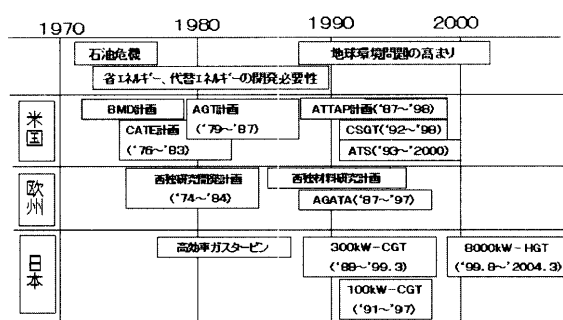 1970 1980 1990 2000
石油危機 地球環境問題の高まり
省エネルギー、代替エネルギーの開発必要性
米国
BMD計画 AGT計画 ATTAP計画('87～'98)
('79～'87)
CATE計画 CSGT('92～'98)
('76～'83) ATS('93～'2000)
欧州
西独研究開発計画 西独材料研究計画
('74～'84) AGATA('87～'97)
日本
高効率ガスタービン 300kW-CGT 8000kW-HGT
('88～'99.3) ('99.8～'2004.3)
100kW-CGT
('91～'97)